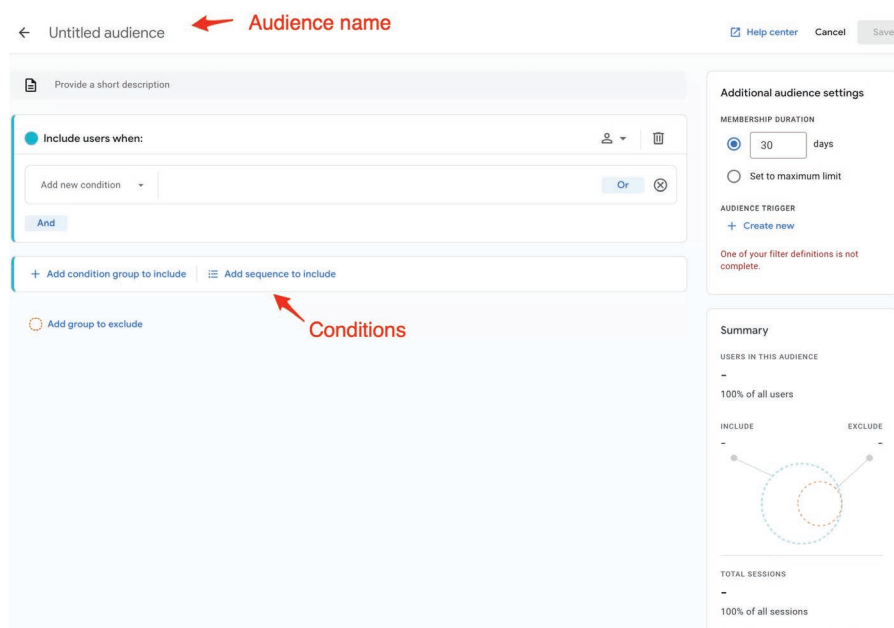 Untitled audience
Audience name
Help center
Cancel
Save
Provide a short description
Include users when:
Add new condition
Or
And
+ Add condition group to include
Add sequence to include
Conditions
Add group to exclude
Additional audience settings
MEMBERSHIP DURATION
30 days
Set to maximum limit
AUDIENCE TRIGGER
+ Create new
One of your filter definitions is not
complete.
Summary
USERS IN THIS AUDIENCE
-
100% of all users
INCLUDE EXCLUDE
- -
TOTAL SESSIONS
-
100% of all sessions